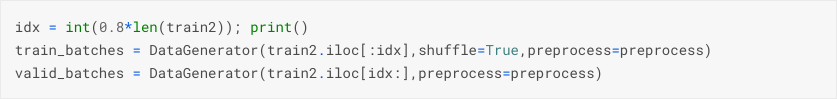 idx = int(0.8*len(train2)); print()
train_batches = DataGenerator(train2.iloc[:idx],shuffle=True,preprocess=preprocess)
valid_batches = DataGenerator(train2.iloc[idx:],preprocess=preprocess)